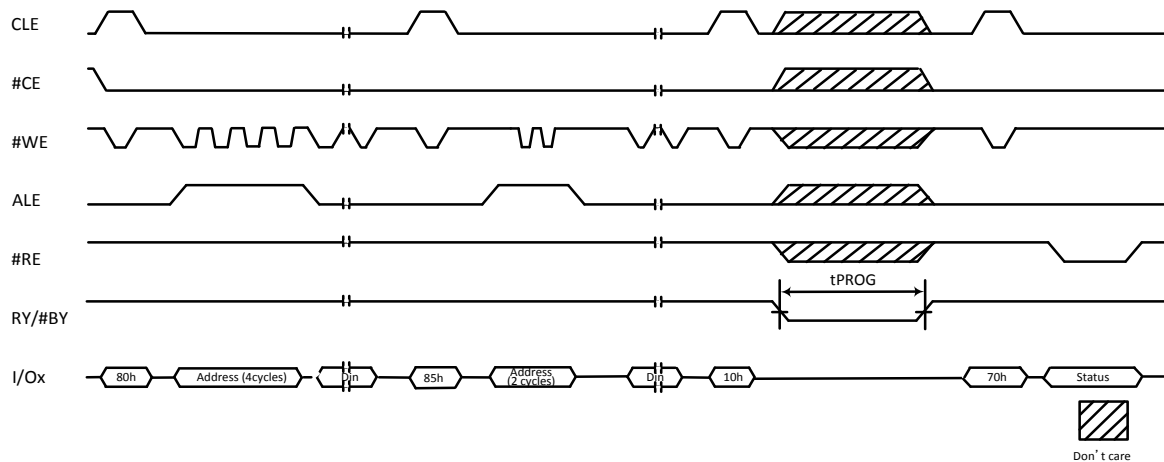 CLE
#CE
#WE
ALE
#RE
tPROG
RY/#BY
I/Ox
80h
Address (4cycles)
Din
85h
Address
(2 cycles)
Din
10h
70h
Status
Don't care